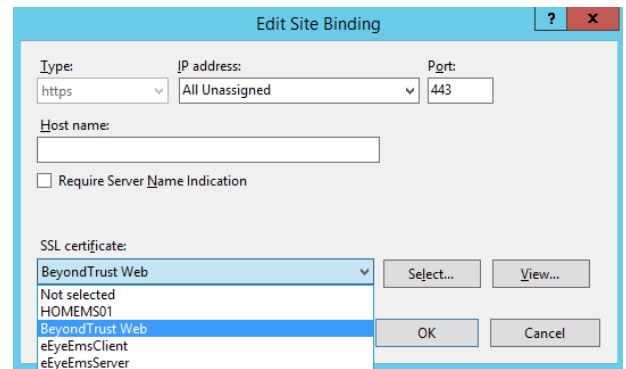 Edit Site Binding
? x
Type: IP address: Port:
https All Unassigned 443
Host name:
Require Server Name Indication
SSL certificate:
BeyondTrust Web Select... View...
Not selected
HOMEMS01
BeyondTrust Web
eEyeEmsClient OK Cancel
eEyeEmsServer